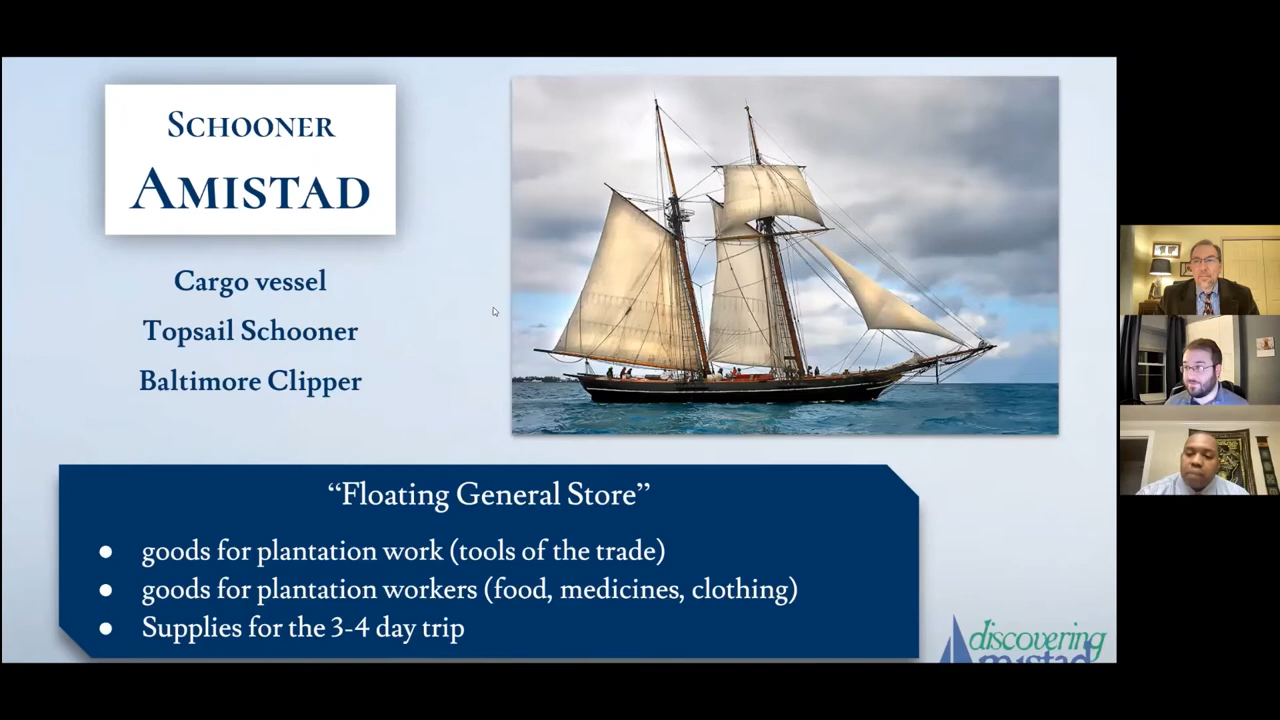 Schooner
Amistad
Cargo vessel
Topsail Schooner
Baltimore Clipper
“Floating General Store”
● goods for plantation work (tools of the trade)
● goods for plantation workers (food, medicines, clothing)
● Supplies for the 3-4 day trip
discovering
amistad